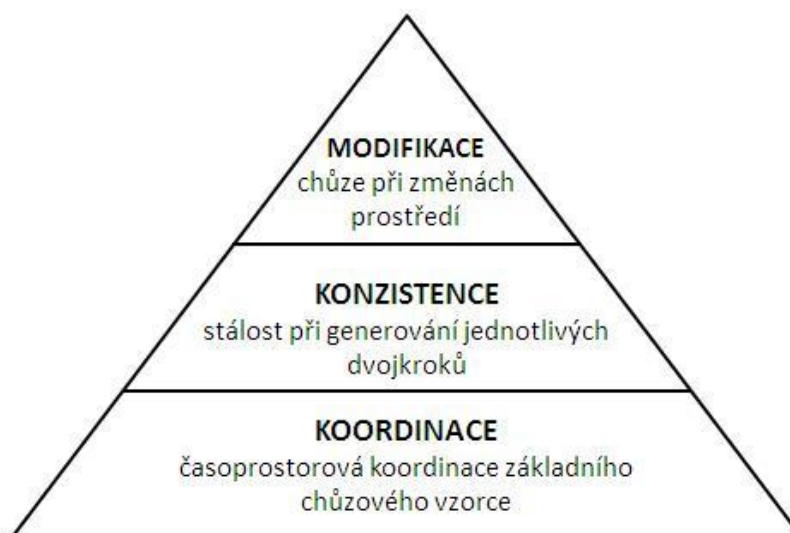 MODIFIKACE
chůze při změnách
prostředí
KONZISTENCE
stálost při generování jednotlivých
dvojkroků
KOORDINACE
časoprostorová koordinace základního
chůzového vzorce